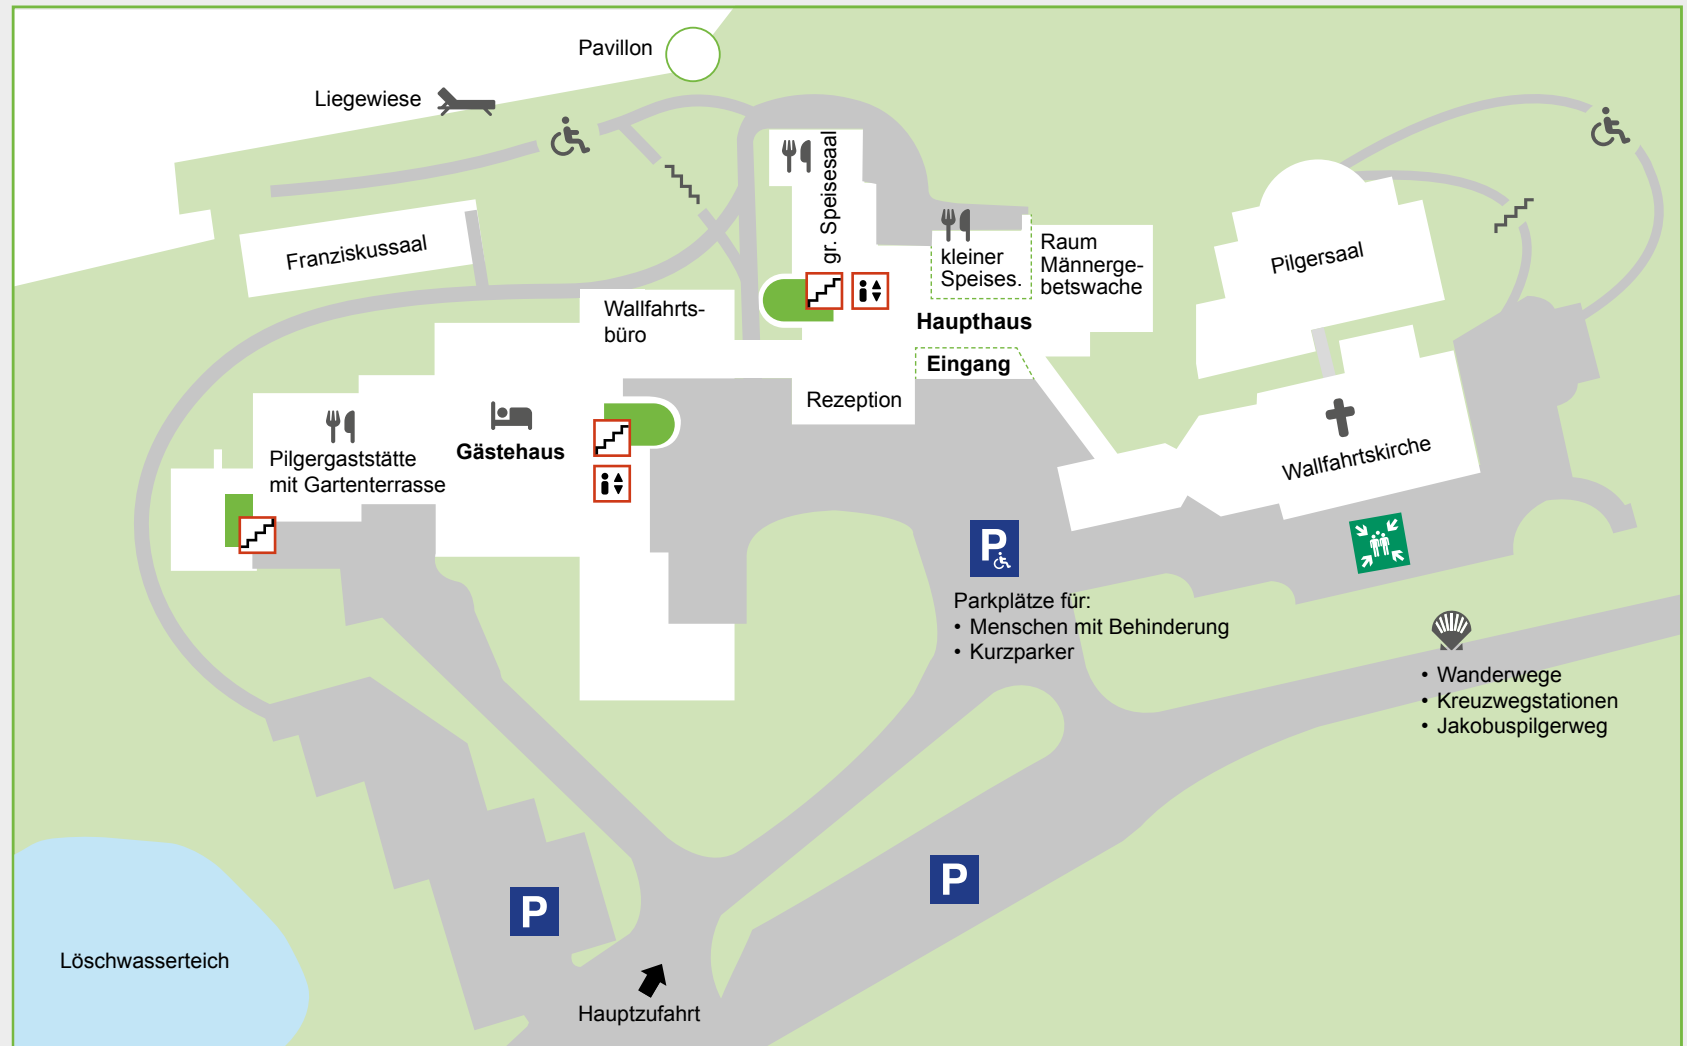 Pavillon
Liegewiese
gr. Speisesaal
Franziskussaal
kleiner
Speises.
Raum
Männerge-
betswache
Pilgersaal
Wallfahrts-
büro
Haupthaus
Eingang
Rezeption
Gästehaus
Pilgergaststätte
mit Gartenterrasse
Wallfahrtskirche
P
Parkplätze für:
• Menschen mit Behinderung
• Kurzparker
• Wanderwege
• Kreuzwegstationen
• Jakobuspilgerweg
P
P
Löschwasserteich
Hauptzufahrt